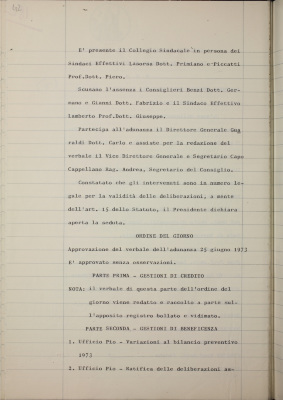 E' presente il Collegio Sindacale in persona dei
Sindaci Effettivi Lanorsa Dott. Primiano e Piccatti
Prof.Dott. Piero.
Scusano l'assenza i Consiglieri Bonzi Dott. Ger-
mano e Gianni Dott. Fabrizio e il Sindaco Effettivo
Lamberto Prof.Dott. Giuseppe.
Partecipa all'adunanza il Direttore Generale
raldi Dott. Carlo e assiste per la redazione del
verbale il Vice Direttore Generale e Segretario Capo
Cappellano Rag. Andrea, Segretario del Consiglio.
Constatato che gli intervenuti sono in numero le-
gale per la validità delle deliberazioni, a mente
dell'art. 15 dello Statuto, il Presidente dichiara
aperta la seduta.
ORDINE DEL GIORNO
Approvazione del verbale dell'adunanza 25 giugno 1973
E' approvato senza osservazioni.
PARTE PRIMA - GESTIONI DI CREDITO
NOTA: il verbale di questa parte dell'ordine del
giorno viene redatto e raccolto a parte sul-
l'apposito registro bollato e vidimato.
PARTE SECONDA - GESTIONI DI BENEFICENZA
1. Ufficio Pio - Variazioni al bilancio preventivo
1973
2. Ufficio Pio - Ratifica delle deliberazioni as-